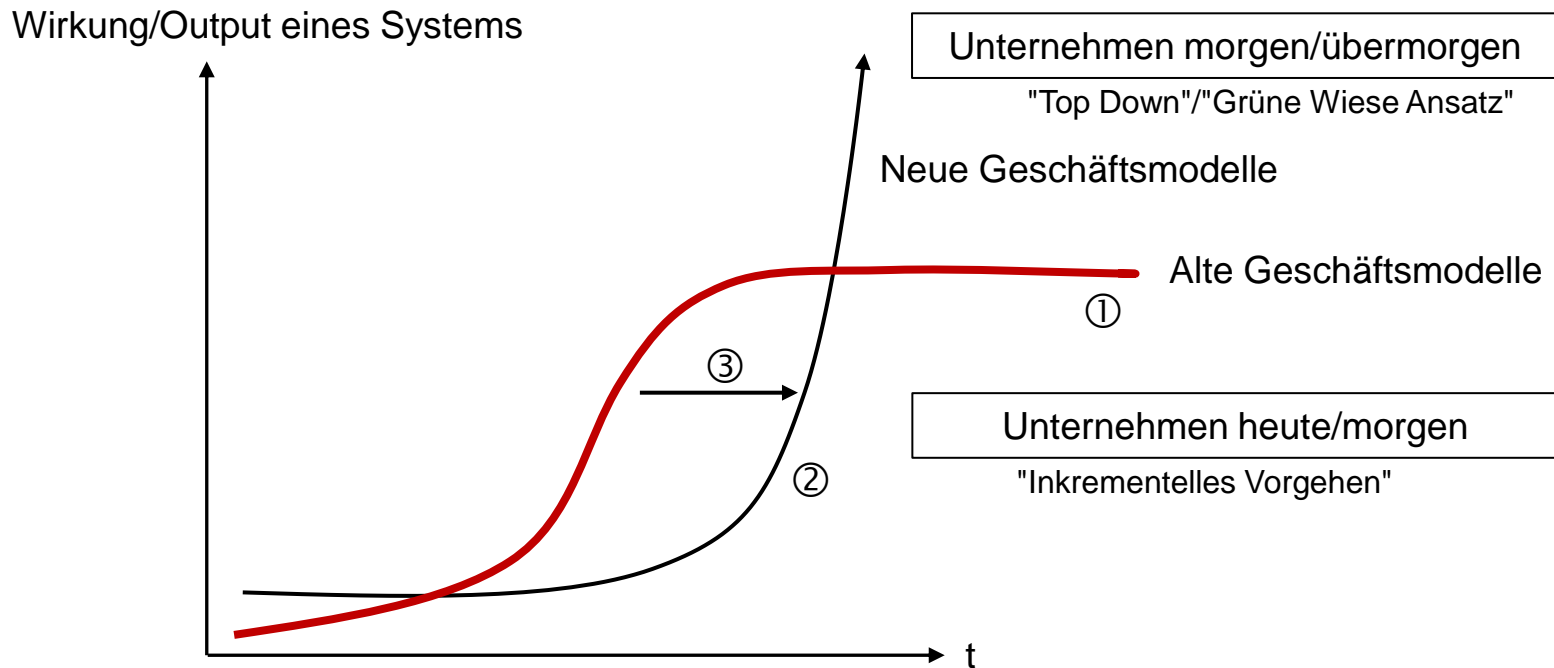 Wirkung/Output eines Systems
Unternehmen morgen/übermorgen
"Top Down"/"Grüne Wiese Ansatz"
Neue Geschäftsmodelle
Alte Geschäftsmodelle
①
③
Unternehmen heute/morgen
"Inkrementelles Vorgehen"
②
t